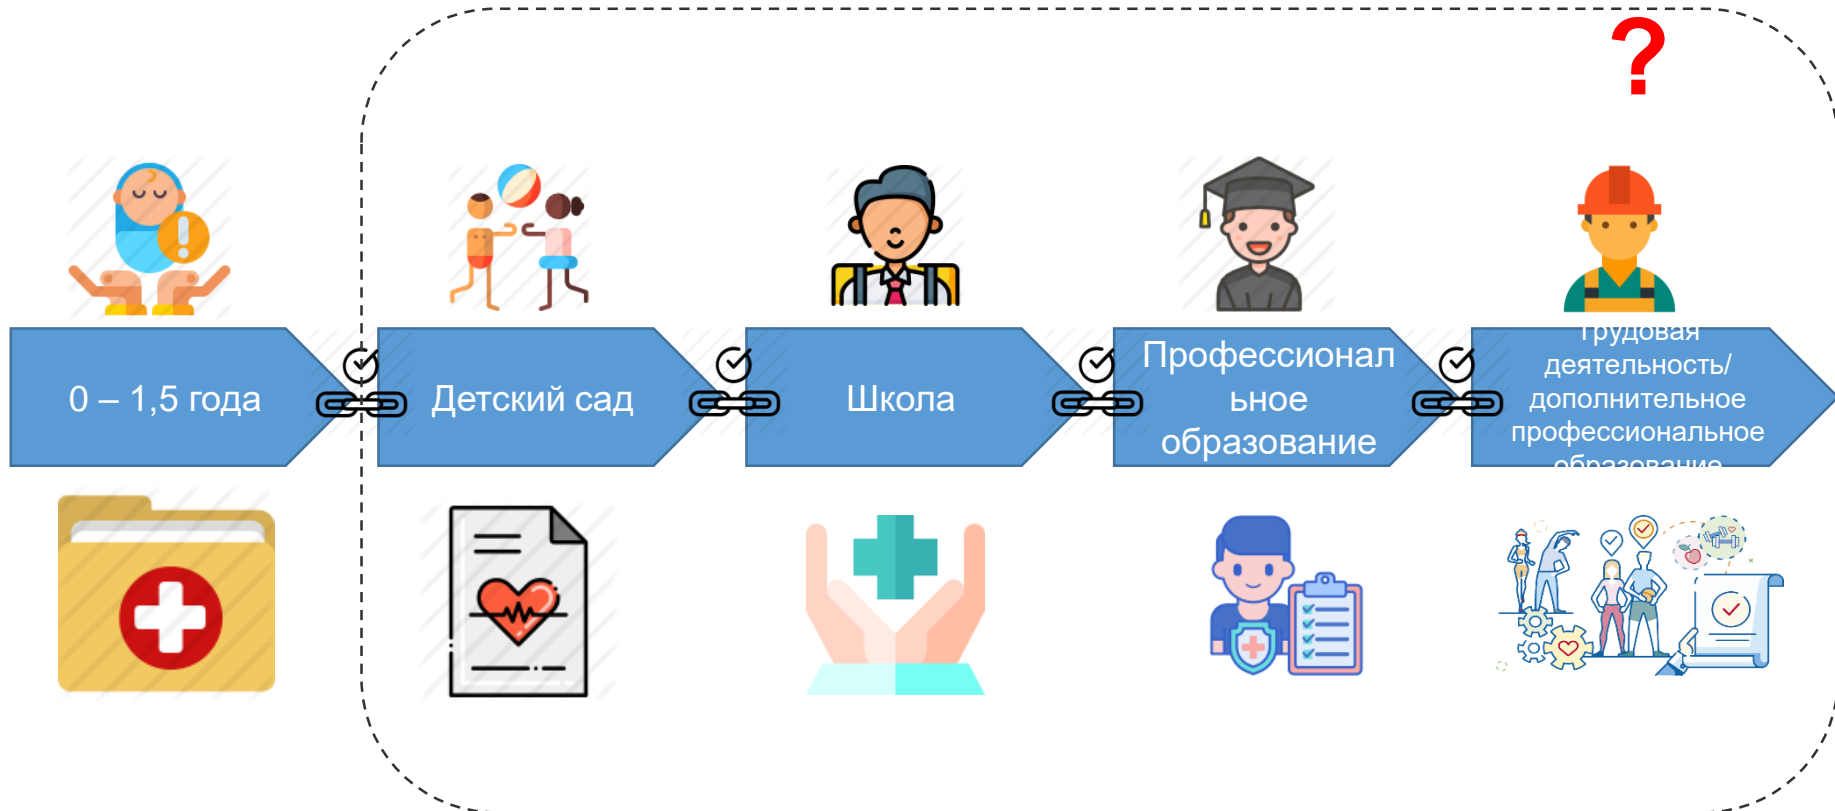 ?
0 – 1,5 года
Детский сад
Школа
Профессионал
ьное
образование
Трудовая
деятельность/
дополнительное
профессиональное
образование